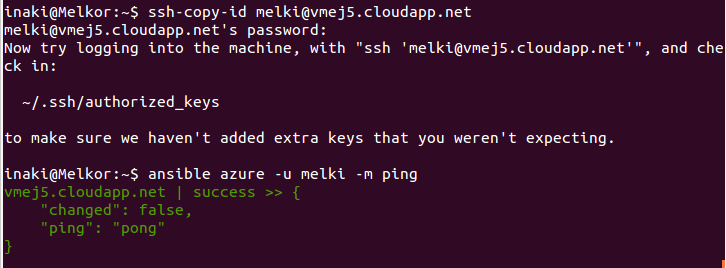 inaki@Melkor:~$ ssh-copy-id melki@vmej5.cloudapp.net
melki@vmej5.cloudapp.net's password:
Now try logging into the machine, with "ssh 'melki@vmej5.cloudapp.net'", and che
ck in:
~/.ssh/authorized_keys
to make sure we haven't added extra keys that you weren't expecting.
inaki@Melkor:~$ ansible azure -u melki -m ping
vmej5.cloudapp.net | success >> {
    "changed": false,
    "ping": "pong"
}